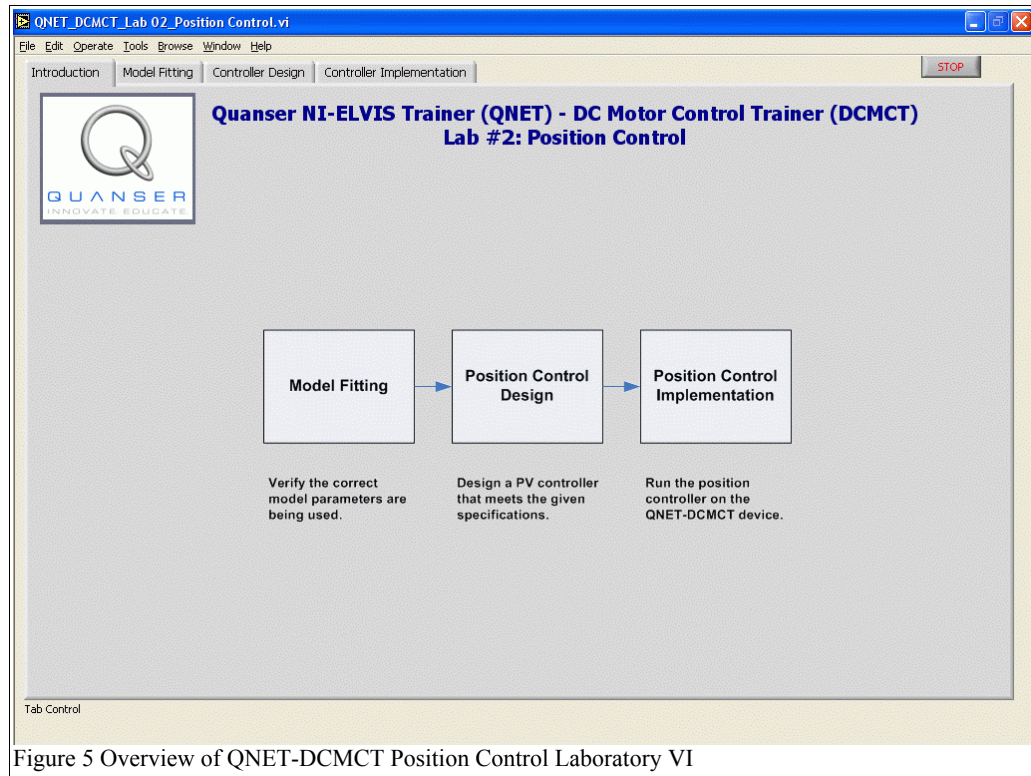 QNET_DCMCT_Lab 02_Position Control.vi
File Edit Operate Tools Browse Window Help
Introduction Model Fitting Controller Design Controller Implementation STOP
Quanser NI-ELVIS Trainer (QNET) - DC Motor Control Trainer (DCMCT)
Lab #2: Position Control
QUANSER
INNOVATE EDUCATE
Model Fitting
Position Control
Design
Position Control
Implementation
Verify the correct
model parameters are
being used.
Design a PV controller
that meets the given
specifications.
Run the position
controller on the
QNET-DCMCT device.
Tab Control
Figure 5 Overview of QNET-DCMCT Position Control Laboratory VI